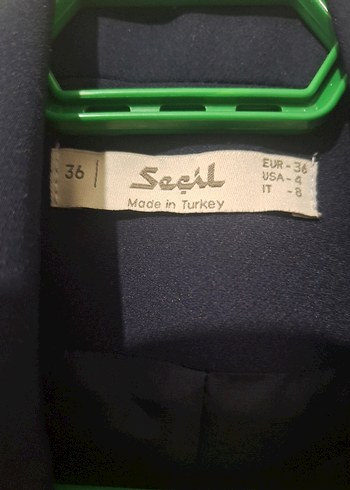 36
Seçil
Made in Turkey
EUR-36
USA-4
IT -8